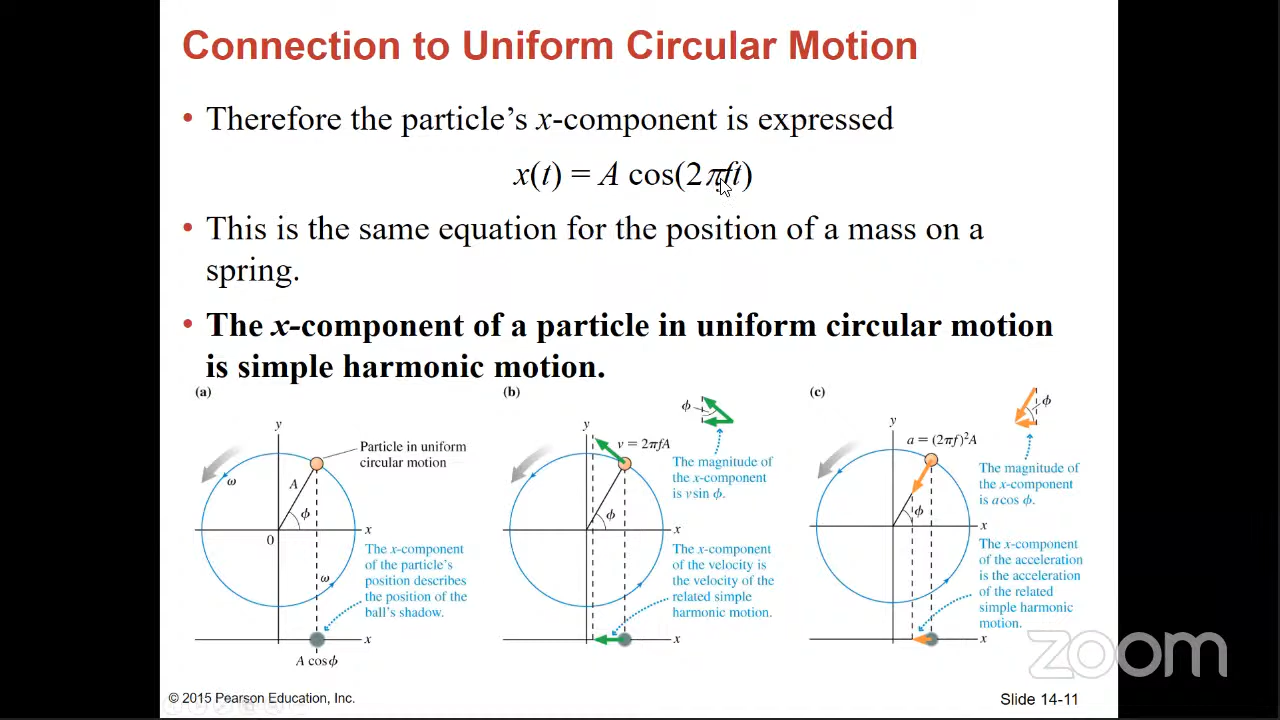 Connection to Uniform Circular Motion
• Therefore the particle's x-component is expressed
x(t) = A cos(2πft)
• This is the same equation for the position of a mass on a
spring.
• The x-component of a particle in uniform circular motion
is simple harmonic motion.
(a)
y
Particle in uniform
circular motion
ω
A
ϕ
x
0
The x-component
of the particle's
position describes
the position of the
ball's shadow.
ω
x
A cos ϕ
(b)
ϕ
y
v = 2πfA
The magnitude of
the x-component
is v sin ϕ.
ϕ
x
The x-component
of the velocity is
the velocity of the
related simple
harmonic motion.
x
(c)
ϕ
y
a = (2πf)²A
The magnitude of
the x-component
is a cos ϕ.
ϕ
x
The x-component
of the acceleration
is the acceleration
of the related
simple harmonic
motion.
x
zoom
© 2015 Pearson Education, Inc.
Slide 14-11